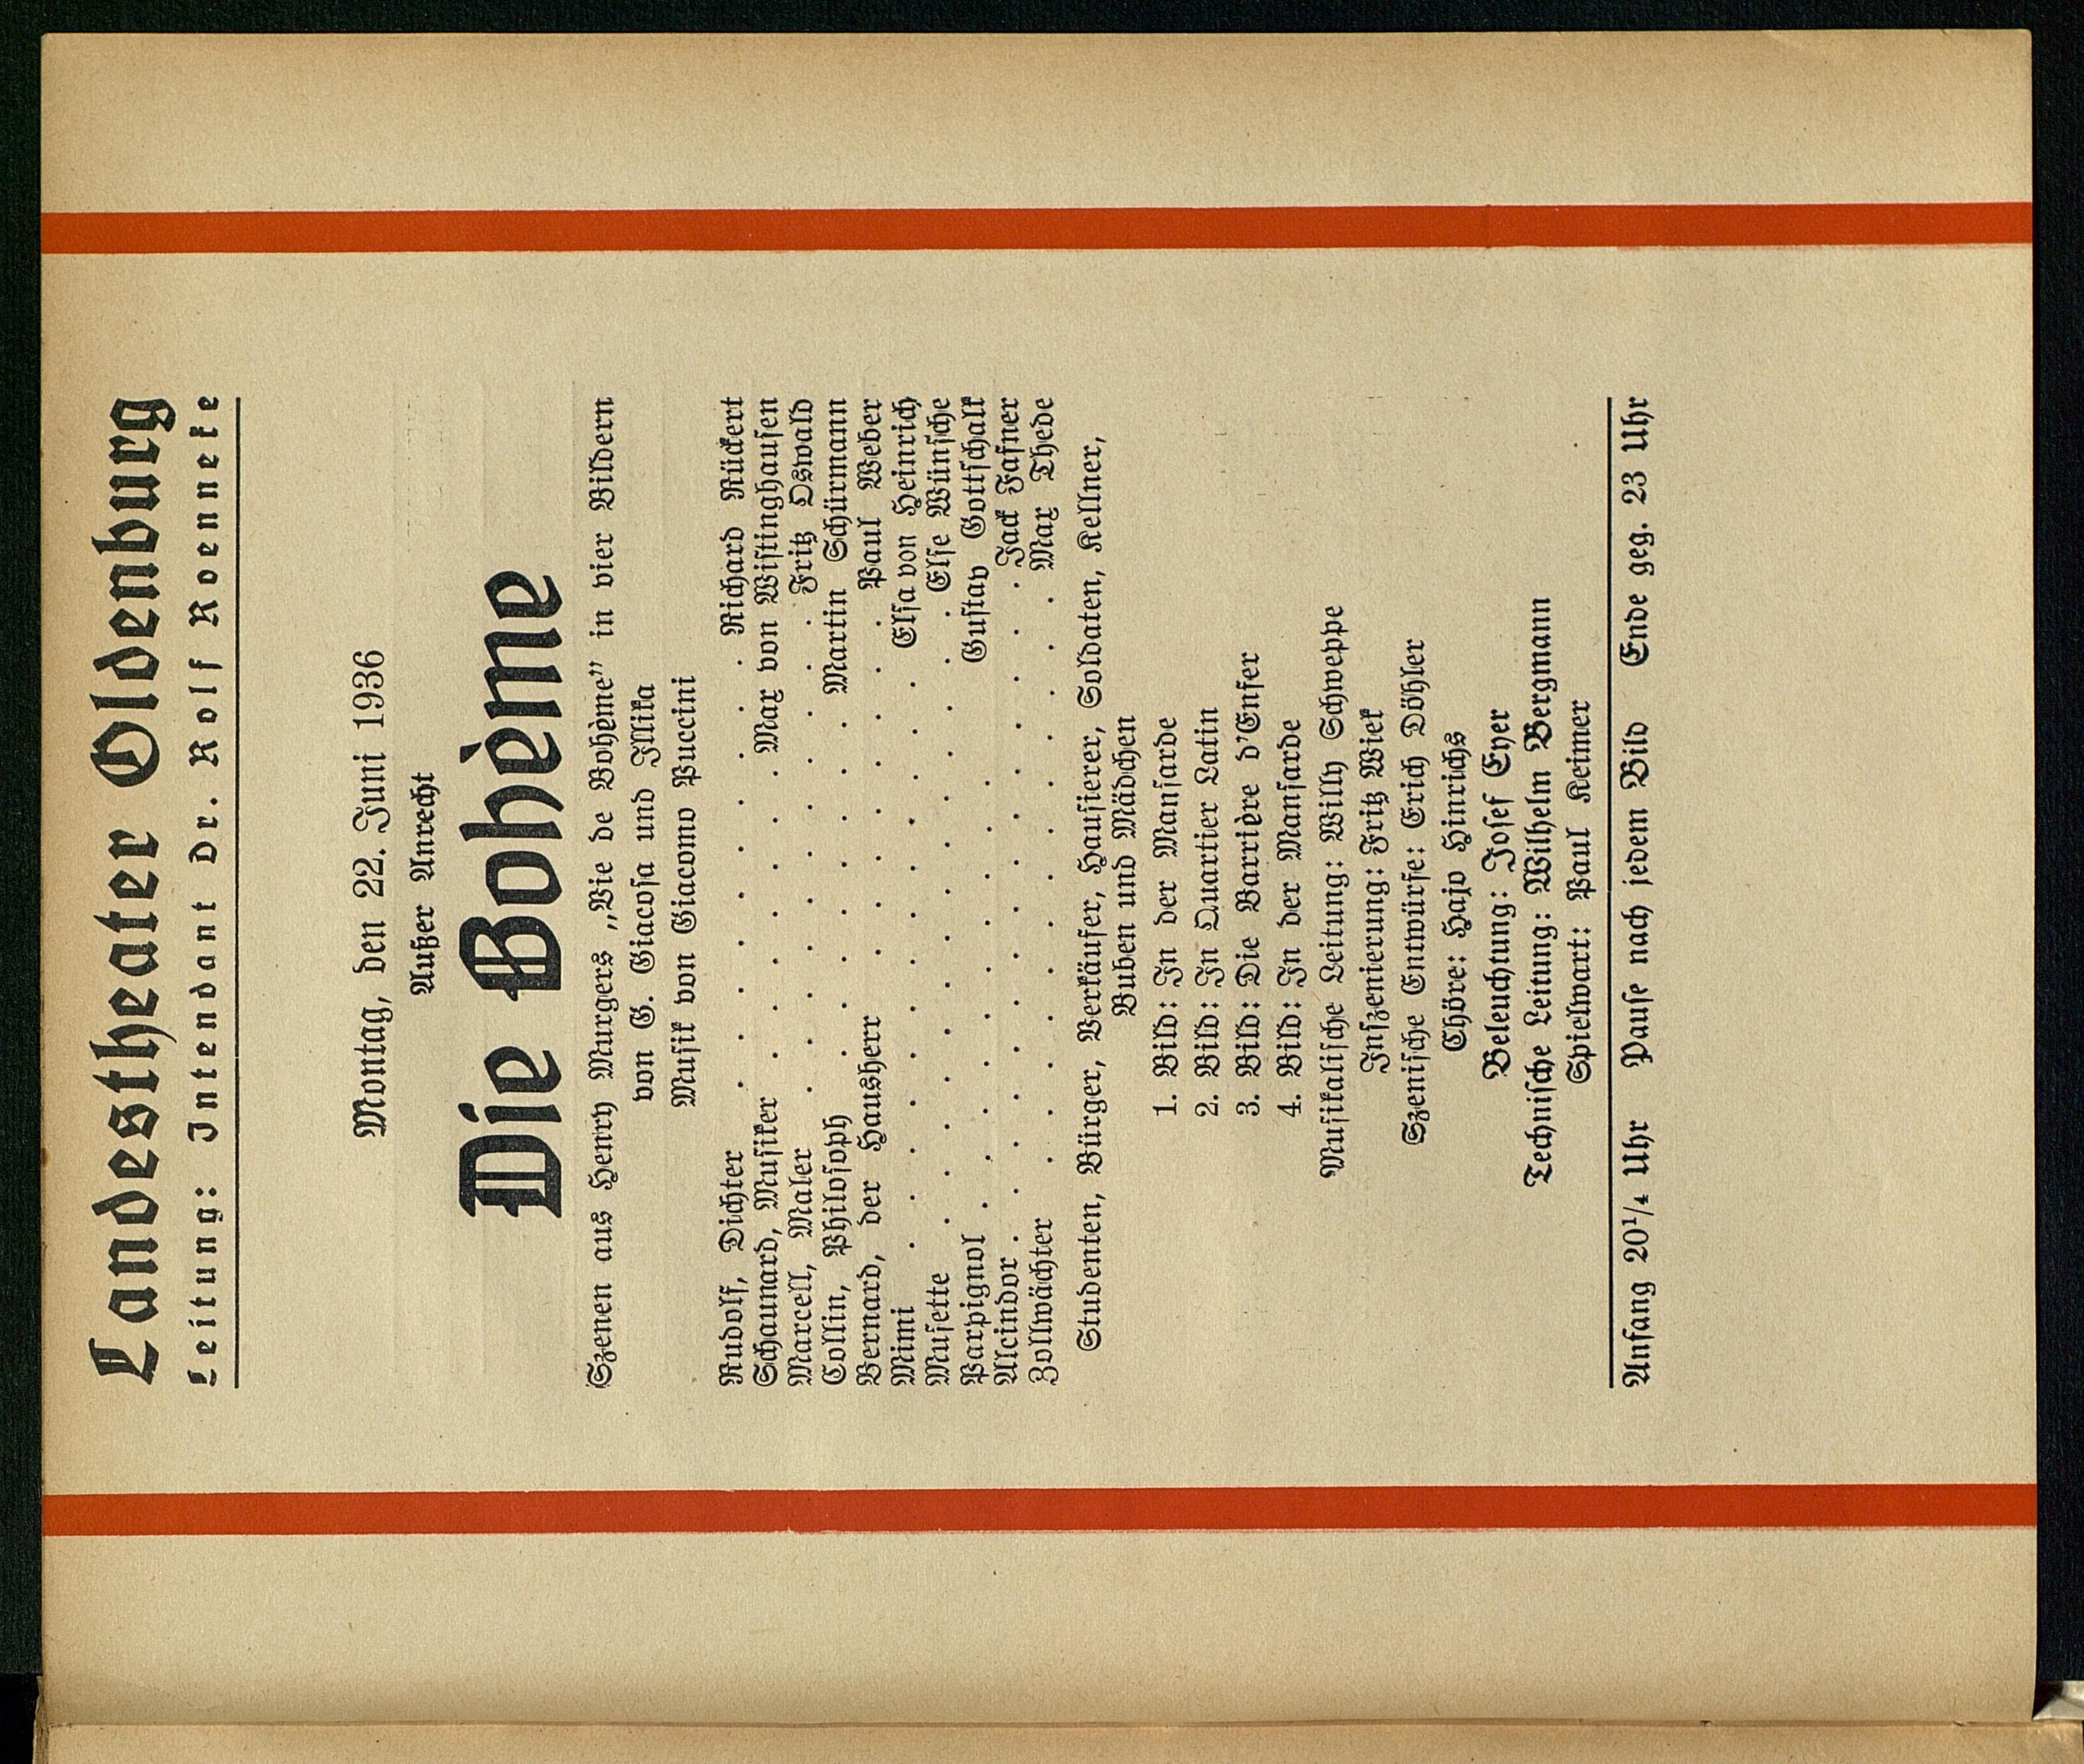 Landestheater Oldenburg
Leitung: Intendant Dr. Rolf Roenneke
Montag, den 22. Juni 1936
Außer Anrecht
Die Bohème
Szenen aus Henry Murgers „Vie de Bohème” in vier Bildern
von G. Giacosa und Illika
Musik von Giacomo Puccini
Rudolf, Dichter . . . . . . . Richard Rückert
Schaunard, Musiker . . . . . Max von Wistinghausen
Marcell, Maler . . . . . . . . Fritz Oswald
Collin, Philosoph . . . . . . Martin Schürmann
Bernard, der Hausherr . . . . . . Paul Weber
Mimi . . . . . . . . . . Elsa von Heinrich
Musette . . . . . . . . . . . Else Wünsche
Parpignol . . . . . . . . . Gustav Gottschalk
Alcindor . . . . . . . . . . . Jack Fasner
Zollwächter . . . . . . . . . . Max Thede
Studenten, Bürger, Verkäufer, Hausierer, Soldaten, Kellner,
Buben und Mädchen
1. Bild: In der Mansarde
2. Bild: In Quartier Latin
3. Bild: Die Barrière d'Enfer
4. Bild: In der Mansarde
Musikalische Leitung: Willy Schweppe
Inszenierung: Fritz Wiek
Szenische Entwürfe: Erich Döhler
Chöre: Hajo Hinrichs
Beleuchtung: Josef Eyer
Technische Leitung: Wilhelm Bergmann
Spielwart: Paul Keimer
Anfang 20¹/₄ Uhr Pause nach jedem Bild Ende geg. 23 Uhr